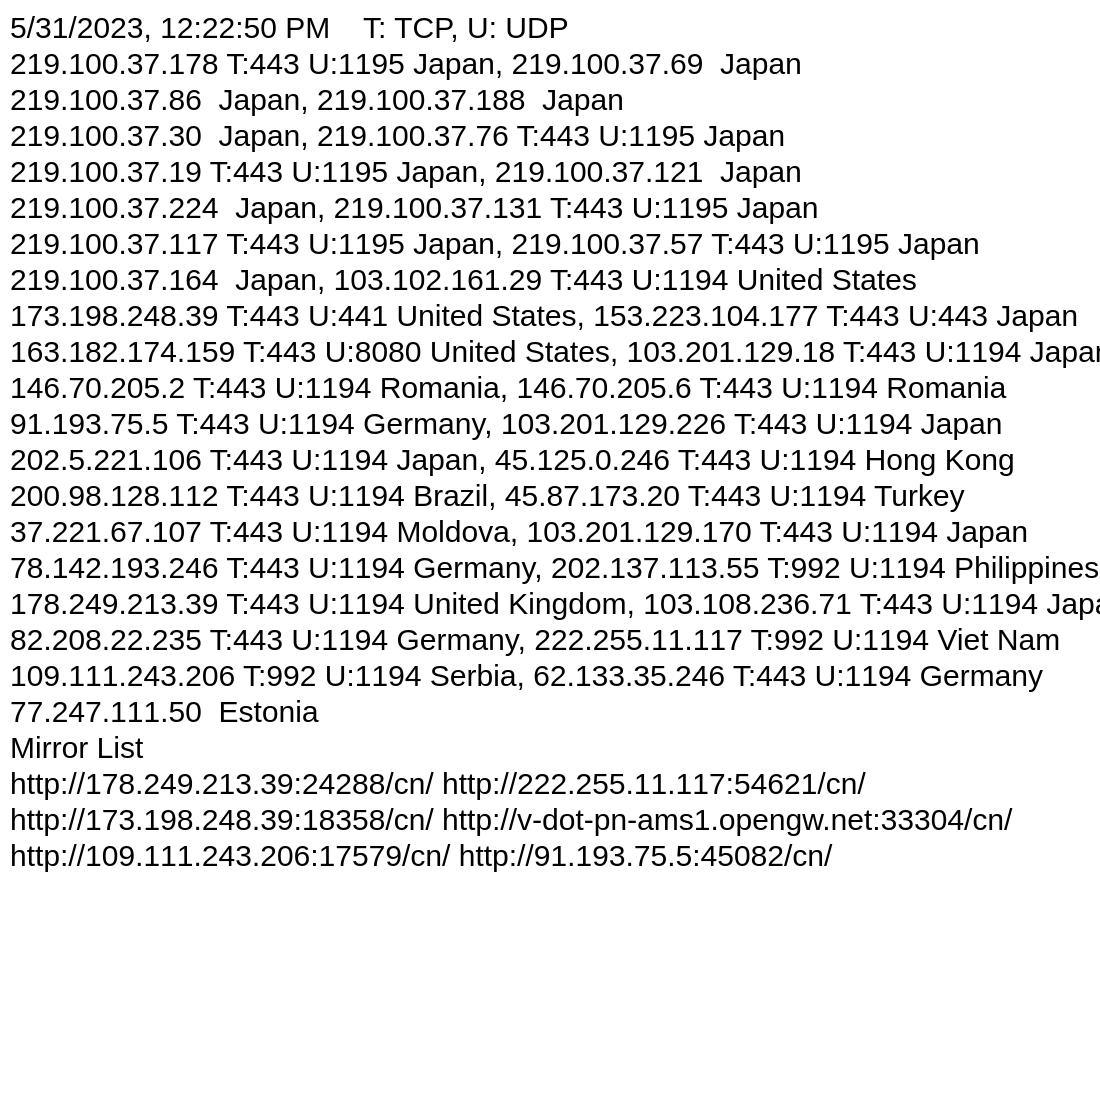 5/31/2023, 12:22:50 PM    T: TCP, U: UDP
219.100.37.178 T:443 U:1195 Japan, 219.100.37.69  Japan
219.100.37.86  Japan, 219.100.37.188  Japan
219.100.37.30  Japan, 219.100.37.76 T:443 U:1195 Japan
219.100.37.19 T:443 U:1195 Japan, 219.100.37.121  Japan
219.100.37.224  Japan, 219.100.37.131 T:443 U:1195 Japan
219.100.37.117 T:443 U:1195 Japan, 219.100.37.57 T:443 U:1195 Japan
219.100.37.164  Japan, 103.102.161.29 T:443 U:1194 United States
173.198.248.39 T:443 U:441 United States, 153.223.104.177 T:443 U:443 Japan
163.182.174.159 T:443 U:8080 United States, 103.201.129.18 T:443 U:1194 Japan
146.70.205.2 T:443 U:1194 Romania, 146.70.205.6 T:443 U:1194 Romania
91.193.75.5 T:443 U:1194 Germany, 103.201.129.226 T:443 U:1194 Japan
202.5.221.106 T:443 U:1194 Japan, 45.125.0.246 T:443 U:1194 Hong Kong
200.98.128.112 T:443 U:1194 Brazil, 45.87.173.20 T:443 U:1194 Turkey
37.221.67.107 T:443 U:1194 Moldova, 103.201.129.170 T:443 U:1194 Japan
78.142.193.246 T:443 U:1194 Germany, 202.137.113.55 T:992 U:1194 Philippines
178.249.213.39 T:443 U:1194 United Kingdom, 103.108.236.71 T:443 U:1194 Japa
82.208.22.235 T:443 U:1194 Germany, 222.255.11.117 T:992 U:1194 Viet Nam
109.111.243.206 T:992 U:1194 Serbia, 62.133.35.246 T:443 U:1194 Germany
77.247.111.50  Estonia
Mirror List
http://178.249.213.39:24288/cn/ http://222.255.11.117:54621/cn/
http://173.198.248.39:18358/cn/ http://v-dot-pn-ams1.opengw.net:33304/cn/
http://109.111.243.206:17579/cn/ http://91.193.75.5:45082/cn/